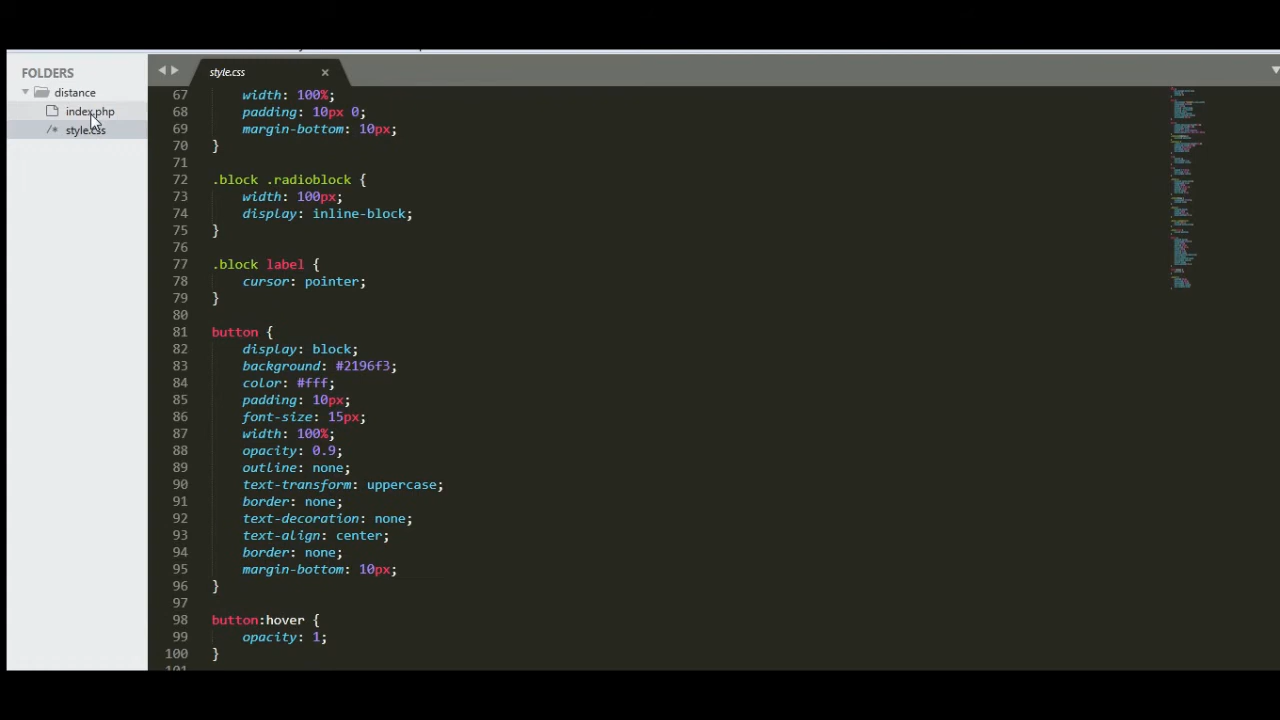 FOLDERS
distance
index.php
/* style.css
style.css ×
67 width: 100%;
68 padding: 10px 0;
69 margin-bottom: 10px;
70 }
71
72 .block .radioblock {
73 width: 100px;
74 display: inline-block;
75 }
76
77 .block label {
78 cursor: pointer;
79 }
80
81 button {
82 display: block;
83 background: #2196f3;
84 color: #fff;
85 padding: 10px;
86 font-size: 15px;
87 width: 100%;
88 opacity: 0.9;
89 outline: none;
90 text-transform: uppercase;
91 border: none;
92 text-decoration: none;
93 text-align: center;
94 border: none;
95 margin-bottom: 10px;
96 }
97
98 button:hover {
99 opacity: 1;
100 }
101